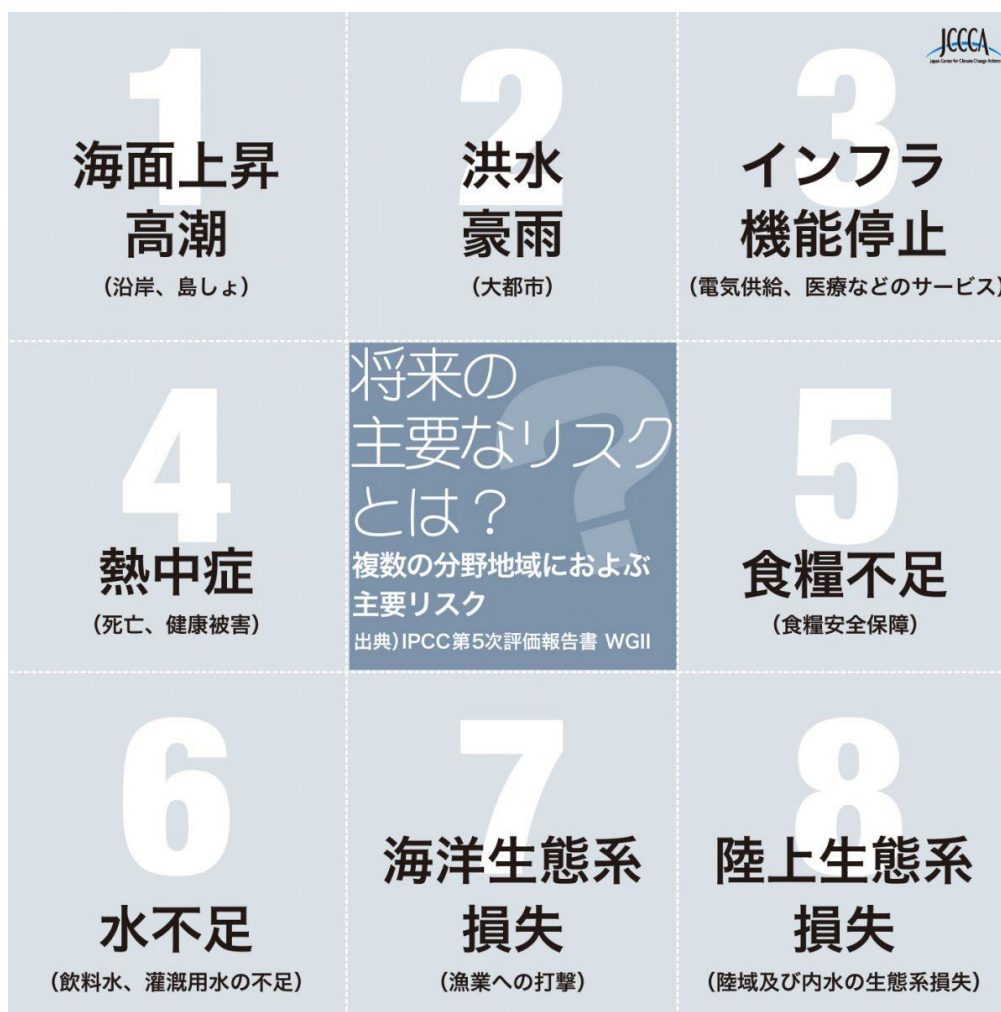 JCCCA
Japan Center for Climate Change Actions
1
海面上昇
高潮
（沿岸、島しょ）
2
洪水
豪雨
（大都市）
3
インフラ
機能停止
（電気供給、医療などのサービス）
4
熱中症
（死亡、健康被害）
?
将来の
主要なリスク
とは？
複数の分野地域におよぶ
主要リスク
出典）IPCC第5次評価報告書 WGII
5
食糧不足
（食糧安全保障）
6
水不足
（飲料水、灌漑用水の不足）
7
海洋生態系
損失
（漁業への打撃）
8
陸上生態系
損失
（陸域及び内水の生態系損失）